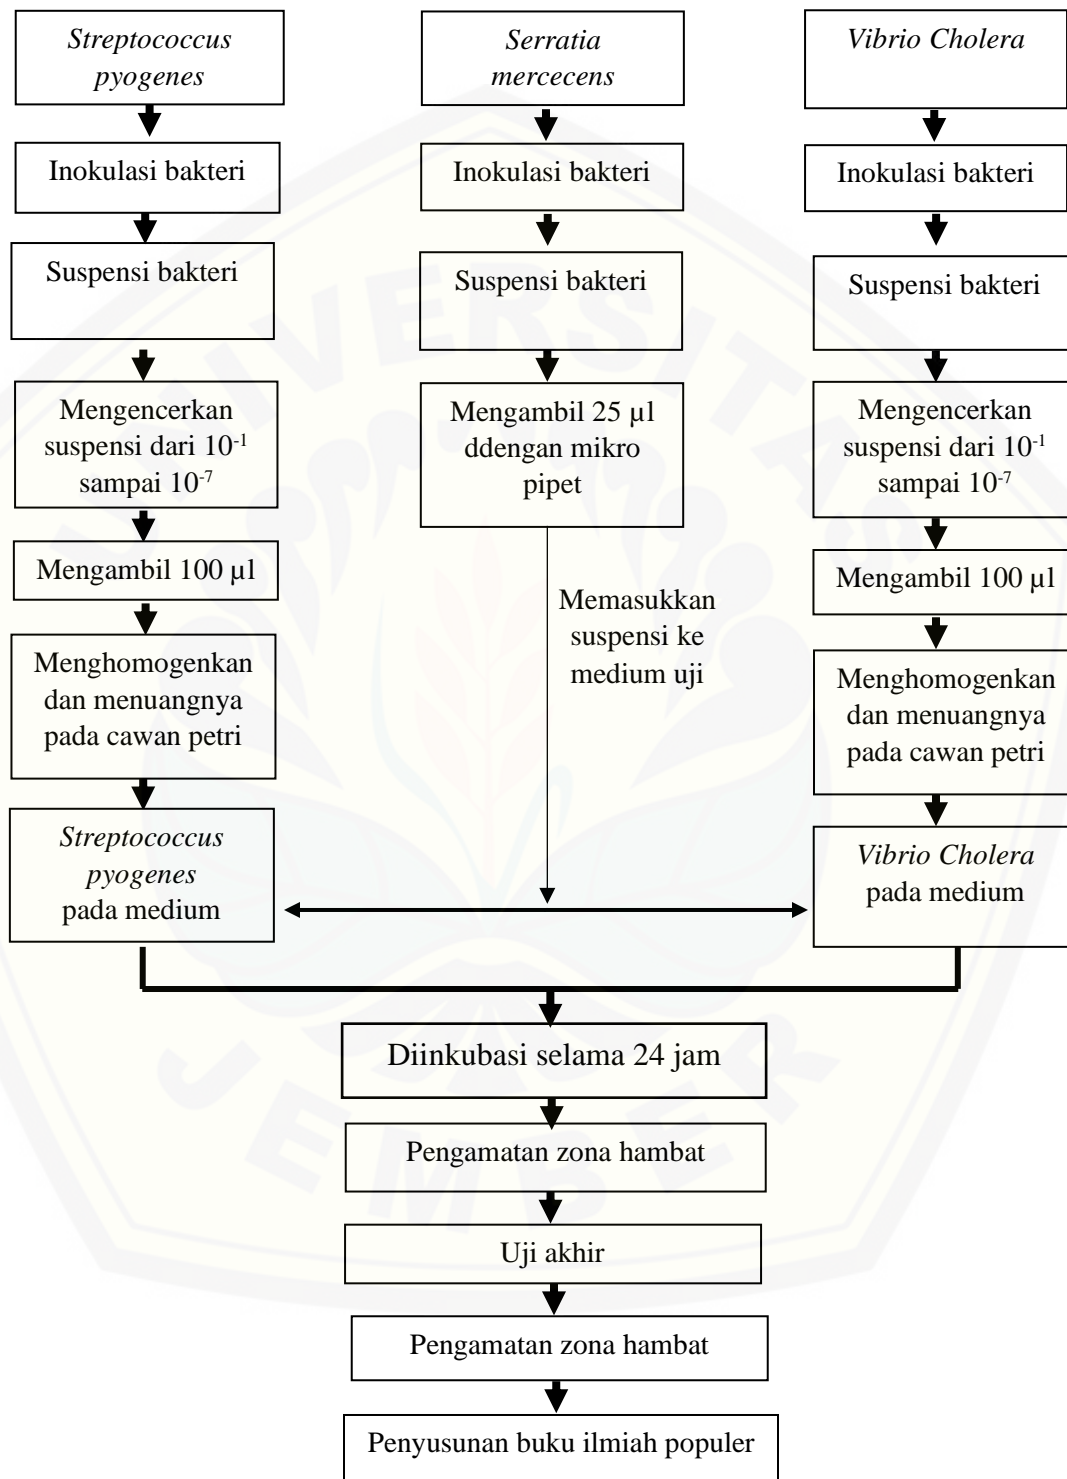 Streptococcus
pyogenes
Inokulasi bakteri
Suspensi bakteri
Mengencerkan
suspensi dari 10⁻¹
sampai 10⁻⁷
Mengambil 100 µl
Menghomogenkan
dan menuangnya
pada cawan petri
Streptococcus
pyogenes
pada medium
Serratia
mercecens
Inokulasi bakteri
Suspensi bakteri
Mengambil 25 µl
ddengan mikro
pipet
Memasukkan
suspensi ke
medium uji
Vibrio Cholera
Inokulasi bakteri
Suspensi bakteri
Mengencerkan
suspensi dari 10⁻¹
sampai 10⁻⁷
Mengambil 100 µl
Menghomogenkan
dan menuangnya
pada cawan petri
Vibrio Cholera
pada medium
Diinkubasi selama 24 jam
Pengamatan zona hambat
Uji akhir
Pengamatan zona hambat
Penyusunan buku ilmiah populer
UNIVERSITAS
JEMBER